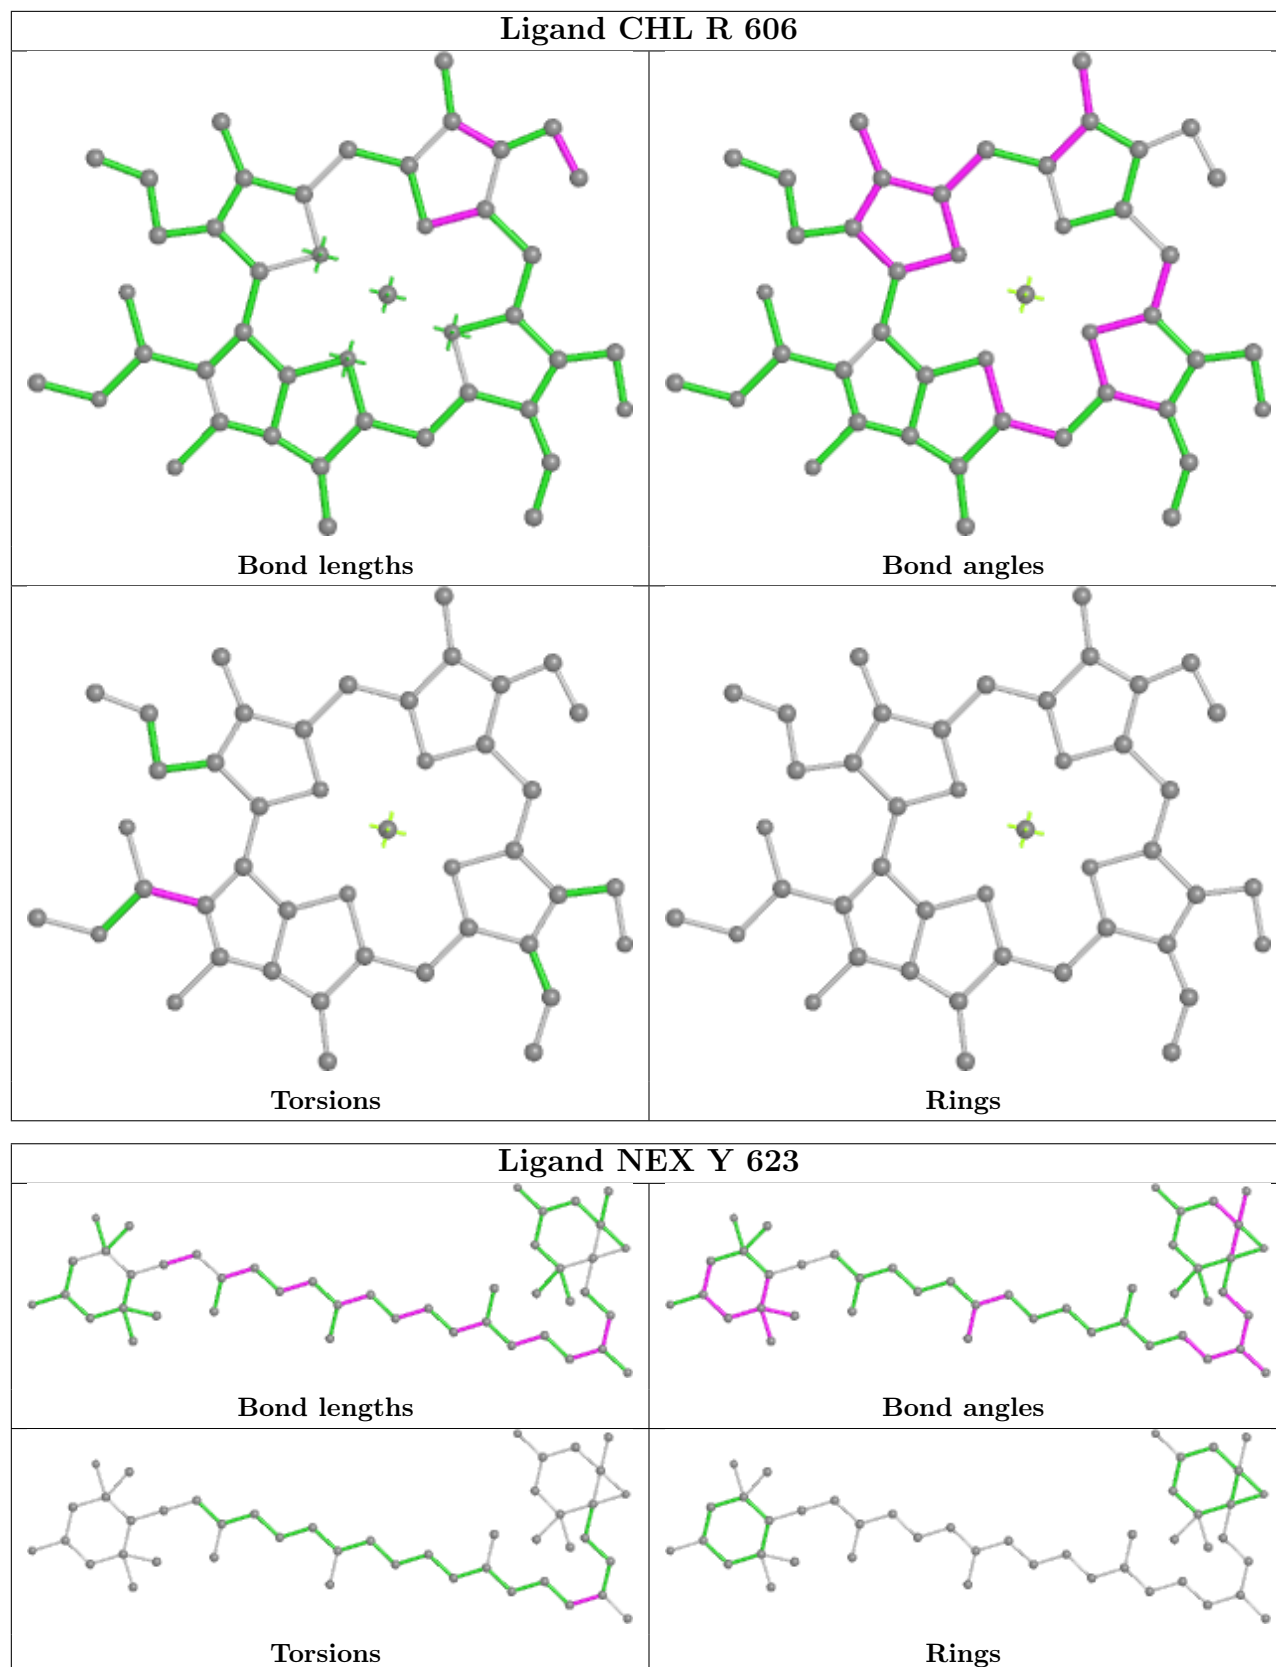 Ligand CHL R 606
Bond lengths
Bond angles
Torsions
Rings
Ligand NEX Y 623
Bond lengths
Bond angles
Torsions
Rings